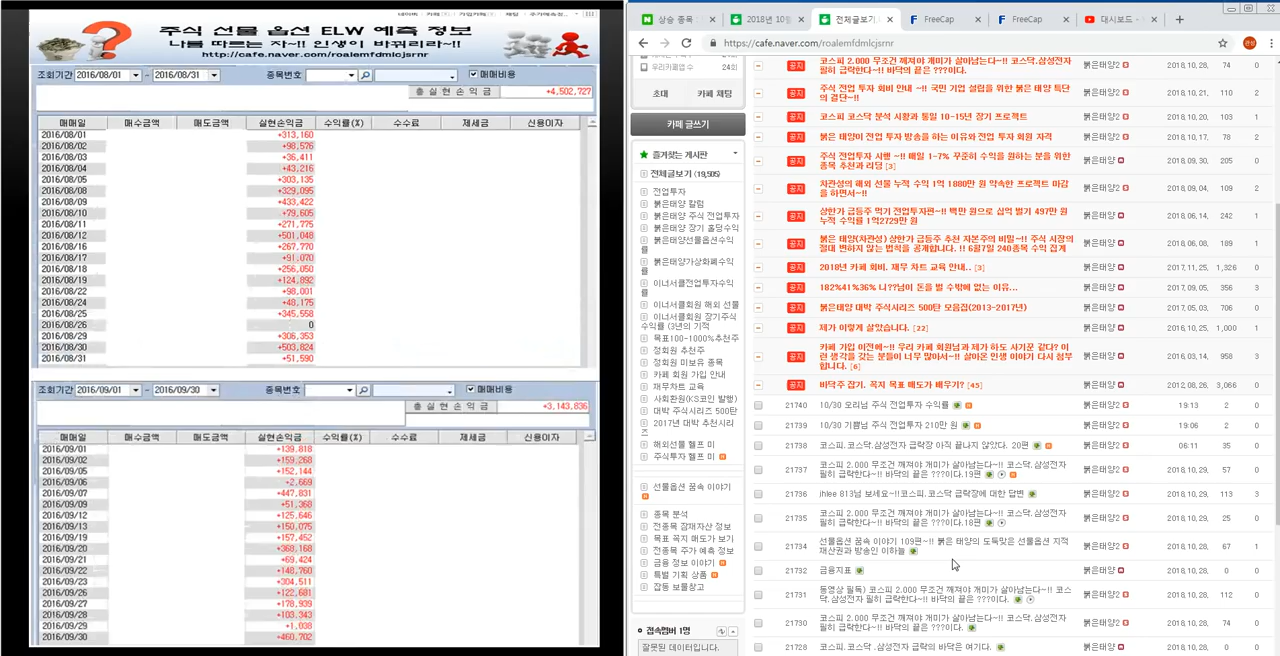 주식 선물 옵션 ELW 예측 정보
나를 따르는 자~!! 인생이 바뀌리라~!!
http://cafe.naver.com/roalemfdmlcjsrnr
조회기간 2016/08/01 ~ 2016/08/31 종목번호 매매비용
총 실 현 손 익 금 +4,502,727
매매일 매수금액 매도금액 실현손익금 수익률(%) 수수료 제세금 신용이자
2016/08/01 +313,160
2016/08/02 +98,576
2016/08/03 +36,411
2016/08/04 +43,216
2016/08/05 +303,135
2016/08/08 +329,095
2016/08/09 +433,422
2016/08/10 +79,605
2016/08/11 +271,775
2016/08/12 +501,048
2016/08/16 +267,770
2016/08/17 +91,070
2016/08/18 +256,050
2016/08/19 +124,892
2016/08/22 +98,001
2016/08/24 +48,175
2016/08/25 +345,558
2016/08/26 0
2016/08/29 +306,353
2016/08/30 +503,824
2016/08/31 +51,590
조회기간 2016/09/01 ~ 2016/09/30 종목번호 매매비용
총 실 현 손 익 금 +3,143,836
매매일 매수금액 매도금액 실현손익금 수익률(%) 수수료 제세금 신용이자
2016/09/01 +139,818
2016/09/02 +159,268
2016/09/05 +152,144
2016/09/06 +2,669
2016/09/07 +447,831
2016/09/09 +51,368
2016/09/12 +125,646
2016/09/13 +150,075
2016/09/19 +157,452
2016/09/20 +368,168
2016/09/21 +69,424
2016/09/22 +148,760
2016/09/23 +304,511
2016/09/26 +122,681
2016/09/27 +178,939
2016/09/28 +103,343
2016/09/29 +1,038
2016/09/30 +460,702
상승 종목 2018년 10월 전체글보기 FreeCap FreeCap 대시보드 -
https://cafe.naver.com/roalemfdmlcjsrnr
우리카페앱 수 24회
초대 카페 채팅
카페 글쓰기
즐겨찾는 게시판
전체글보기 (19,505)
전업투자
붉은태양 칼럼
붉은태양 주식 전업투자
붉은태양 장기 홀딩수익
붉은태양선물옵션수익
률
붉은태양가상화폐수익
률
이너서클전업투자수익
률
이너서클회원 해외 선물
이너서클회원 장기주식
수익률 (3년의 기적
목표100~1000%추천주
정회원 추천주
정회원 미보유 종목
카페 회원 가입 안내
재무차트 교육
사회환원(KS코인 발행)
대박 주식시리즈 500탄
2017년 대박 추천시리
즈
해외선물 헬프 미
주식투자 헬프 미
선물옵션 꿈속 이야기
종목 분석
전종목 잠재자산 정보
목표 꼭지 매도가 보기
전종목 주가 예측 정보
금융 정보 이야기
특별 기획 상품
잡동 보물창고
접속멤버 1명
잘못된 데이터입니다.
공지 코스피 2,000 무조건 깨져야 개미가 살아남는다~!! 코스닥,삼성전자 붉은태양2 2018,10,28, 74 0
필히 급락한다~!! 바닥의 끝은 ???이다.
공지 주식 전업 투자 회비 안내 ~!! 국민 기업 설립을 위한 붉은 태양 특단 붉은태양2 2018,10,21, 110 2
의 결단~!!
공지 코스피 코스닥 분석 시황과 통일 10~15년 장기 프로젝트 붉은태양2 2018,10,20, 103 1
공지 붉은 태양이 전업 투자 방송을 하는 이유와 전업 투자 회원 자격 붉은태양2 2018,10,17, 78 2
공지 주식 전업투자 시행 ~!! 매일 1~7% 꾸준히 수익을 원하는 분을 위한 붉은태양 2018,09,30, 205 0
종목 추천과 리딩 [3]
공지 차관성의 해외 선물 누적 수익 1억 1880만 원 약속한 프로젝트 마감 붉은태양 2018,09,04, 109 2
을 하면서~!!
공지 상한가 급등주 먹기 전업투자편~!! 백만 원으로 십억 벌기 497만 원 붉은태양 2018,06,14, 242 1
누적 수익률 1억2729만 원
공지 붉은 태양(차관성) 상한가 급등주 추천 자본주의 비밀~!! 주식 시장의 붉은태양 2018,06,08, 151 1
절대 변하지 않는 법칙을 공개합니다. !! 6월7일 240종목 수익 잡게
공지 2018년 카페 회비. 재무 차트 교육 안내.. [3] 붉은태양 2017,11,25, 1,326 0
공지 182%41%36% 니??님이 돈을 벌 수밖에 없는 이유... 붉은태양 2017,09,05, 956 3
공지 붉은태양 대박 주식시리즈 500탄 모음집(2013~2017년) 붉은태양 2017,05,03, 706 0
공지 제가 이렇게 살았습니다. [22] 붉은태양 2016,10,25, 1,080 1
공지 카페 가입 이전에~!! 우리 카페 회원님과 제가 하도 사기꾼 같다? 이 붉은태양 2016,03,14, 858 3
런 생각을 갖는 분들이 너무 많아서~!! 살아온 인생 이야기 다시 첨부
합니다. [6]
공지 바닥주 잡기. 꼭지 목표 매도가 배우기? [45] 붉은태양 3,066 0
21740 10/30 오리님 주식 전업투자 수익률 붉은태양2 19:13 2 0
21739 10/30 기쁨님 주식 전업투자 210만 원 붉은태양2 19:06 2 0
21738 코스피.코스닥.삼성전자 급락장 아직 끝나지 않았다. 20편 붉은태양2 06:11 35 0
21737 코스피 2,000 무조건 깨져야 개미가 살아남는다~!! 코스닥,삼성전자 붉은태양2 2018,10,29, 57 0
필히 급락한다~!! 바닥의 끝은 ???이다.19편
21736 jhlee 813님 보세요~!!코스피.코스닥 급락장에 대한 답변 붉은태양2 2018,10,29, 113 3
21735 코스피 2,000 무조건 깨져야 개미가 살아남는다~!! 코스닥,삼성전자 붉은태양2 2018,10,29, 25 0
필히 급락한다~!! 바닥의 끝은 ???이다.18편
21734 선물옵션 꿈속 이야기 109편~!! 붉은 태양의 도둑맞은 선물옵션 지적 붉은태양2 2018,10,28, 67 1
재산권과 방송인 이하늘
21732 금융지표 붉은태양2 2018,10,28, 0 0
21731 동영상 필독) 코스피 2,000 무조건 깨져야 개미가 살아남는다~!! 코스 붉은태양2 2018,10,28, 112 0
닥,삼성전자 필히 급락한다~!! 바닥의 끝은 ???이다.
21730 코스피 2,000 무조건 깨져야 개미가 살아남는다~!! 코스닥,삼성전자 붉은태양2 2018,10,28, 74 0
필히 급락한다~!! 바닥의 끝은 ???이다.
21728 코스피.코스닥 .삼성전자 급락의 바닥은 여기다. 붉은태양2 2018,10,28, 0 0